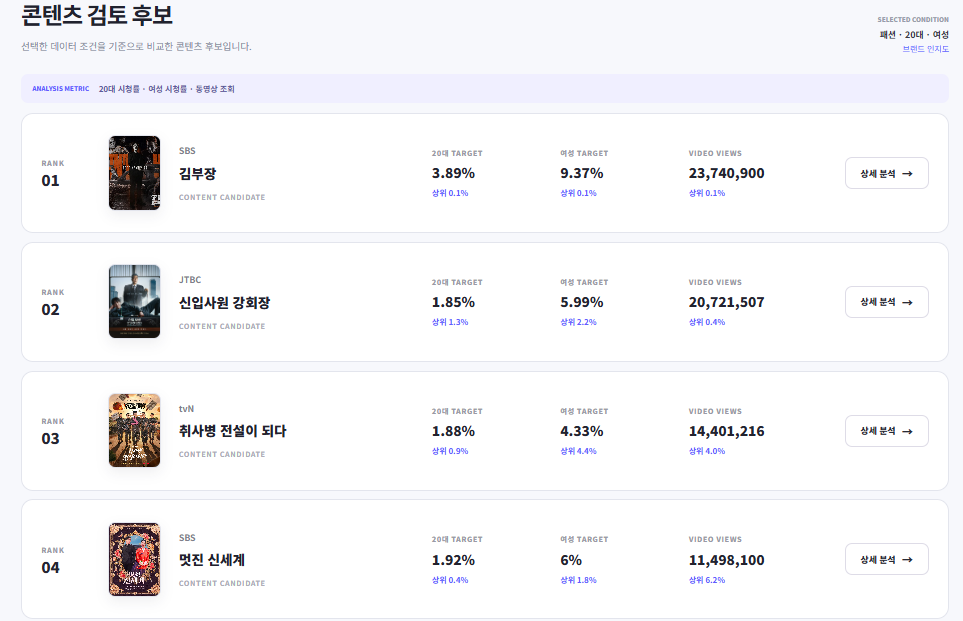 콘텐츠 검토 후보
선택한 데이터 조건을 기준으로 비교한 콘텐츠 후보입니다.
SELECTED CONDITION
패션 · 20대 · 여성
브랜드 인지도
ANALYSIS METRIC 20대 시청률 · 여성 시청률 · 동영상 조회
RANK
01
SBS
김부장
CONTENT CANDIDATE
20대 TARGET
3.89%
상위 0.1%
여성 TARGET
9.37%
상위 0.1%
VIDEO VIEWS
23,740,900
상위 0.1%
상세 분석 →
RANK
02
JTBC
신입사원 강회장
CONTENT CANDIDATE
20대 TARGET
1.85%
상위 1.3%
여성 TARGET
5.99%
상위 2.2%
VIDEO VIEWS
20,721,507
상위 0.4%
상세 분석 →
RANK
03
tvN
취사병 전설이 되다
CONTENT CANDIDATE
20대 TARGET
1.88%
상위 0.9%
여성 TARGET
4.33%
상위 4.4%
VIDEO VIEWS
14,401,216
상위 4.0%
상세 분석 →
RANK
04
SBS
멋진 신세계
CONTENT CANDIDATE
20대 TARGET
1.92%
상위 0.4%
여성 TARGET
6%
상위 1.8%
VIDEO VIEWS
11,498,100
상위 6.2%
상세 분석 →